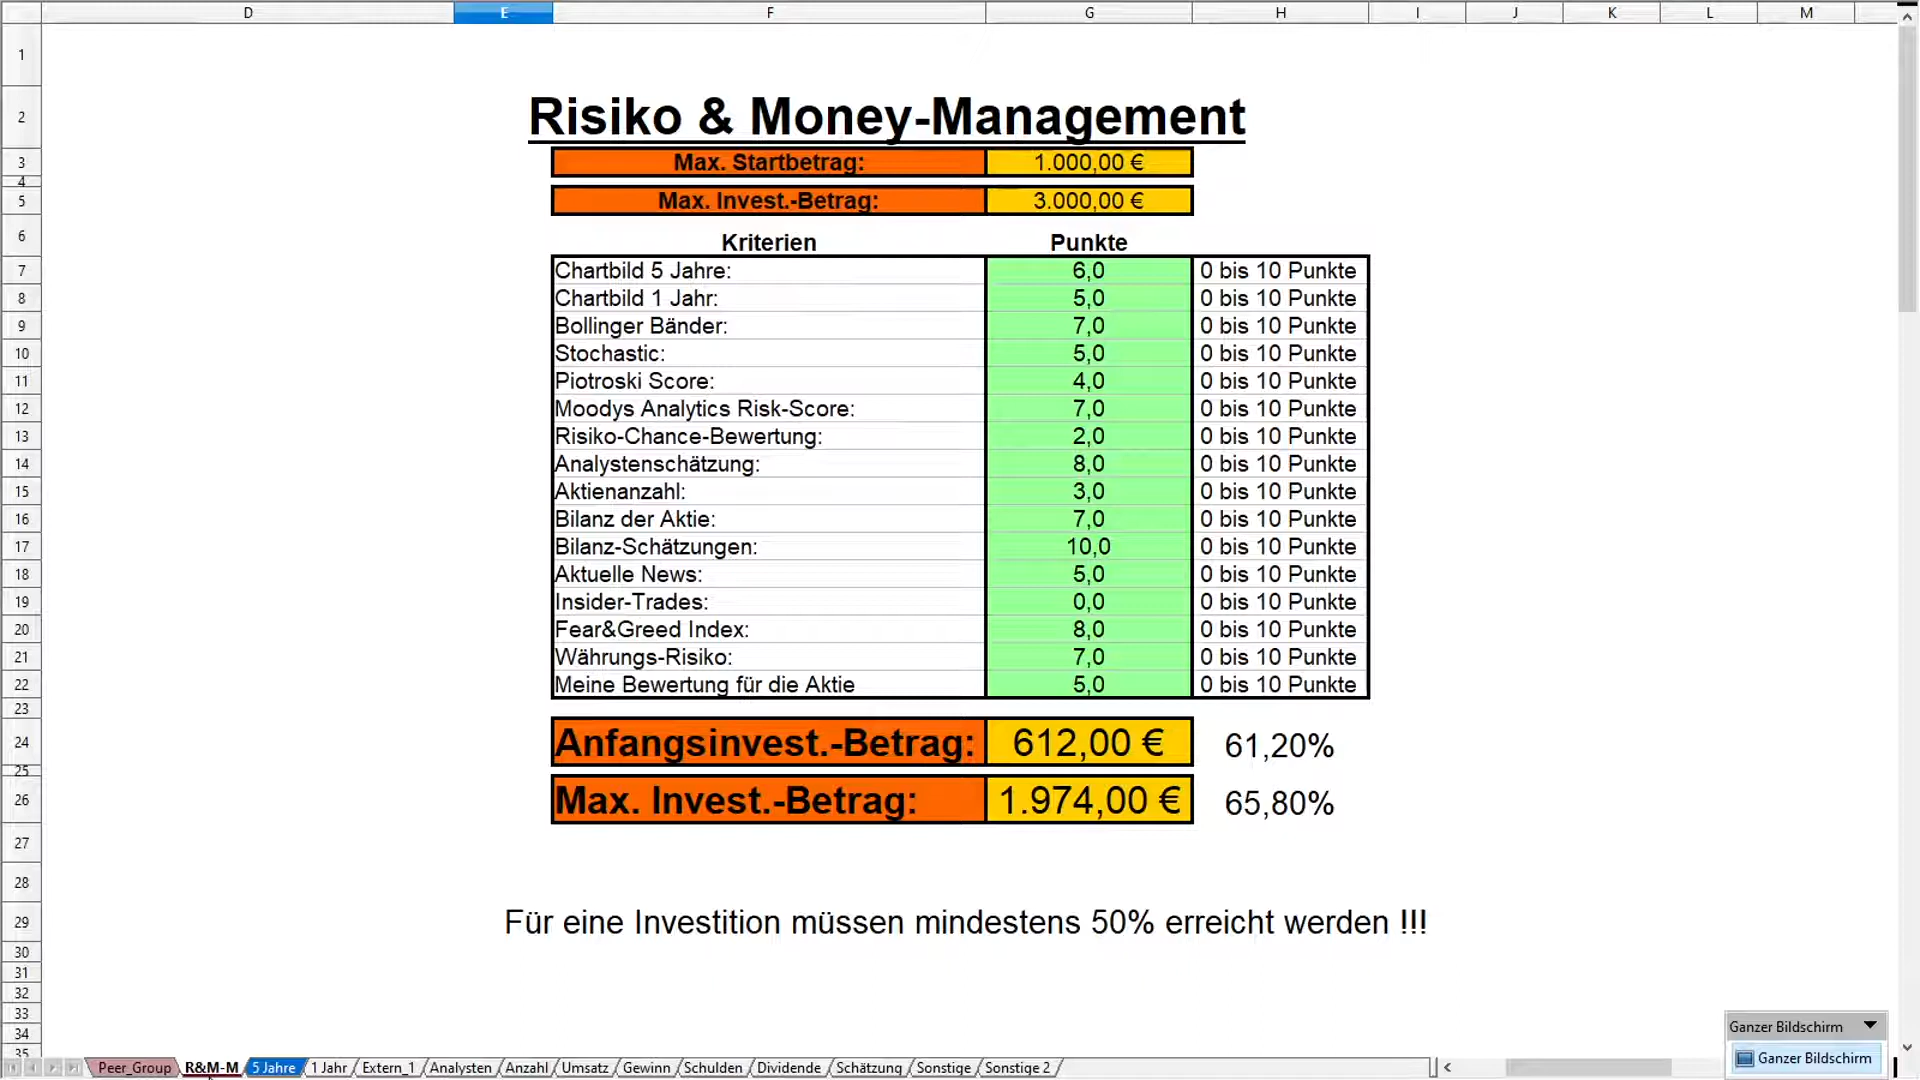 D E F G H I J K L M
1
2 Risiko & Money-Management
3 Max. Startbetrag: 1.000,00 €
4
5 Max. Invest.-Betrag: 3.000,00 €
6 Kriterien Punkte
7 Chartbild 5 Jahre: 6,0 0 bis 10 Punkte
8 Chartbild 1 Jahr: 5,0 0 bis 10 Punkte
9 Bollinger Bänder: 7,0 0 bis 10 Punkte
10 Stochastic: 5,0 0 bis 10 Punkte
11 Piotroski Score: 4,0 0 bis 10 Punkte
12 Moodys Analytics Risk-Score: 7,0 0 bis 10 Punkte
13 Risiko-Chance-Bewertung: 2,0 0 bis 10 Punkte
14 Analystenschätzung: 8,0 0 bis 10 Punkte
15 Aktienanzahl: 3,0 0 bis 10 Punkte
16 Bilanz der Aktie: 7,0 0 bis 10 Punkte
17 Bilanz-Schätzungen: 10,0 0 bis 10 Punkte
18 Aktuelle News: 5,0 0 bis 10 Punkte
19 Insider-Trades: 0,0 0 bis 10 Punkte
20 Fear&Greed Index: 8,0 0 bis 10 Punkte
21 Währungs-Risiko: 7,0 0 bis 10 Punkte
22 Meine Bewertung für die Aktie 5,0 0 bis 10 Punkte
23
24 Anfangsinvest.-Betrag: 612,00 € 61,20%
25
26 Max. Invest.-Betrag: 1.974,00 € 65,80%
27
28
29 Für eine Investition müssen mindestens 50% erreicht werden !!!
30
31
32
33
34
35
Ganzer Bildschirm
Ganzer Bildschirm
Peer_Group R&M-M 5 Jahre 1 Jahr Extern_1 Analysten Anzahl Umsatz Gewinn Schulden Dividende Schätzung Sonstige Sonstige 2